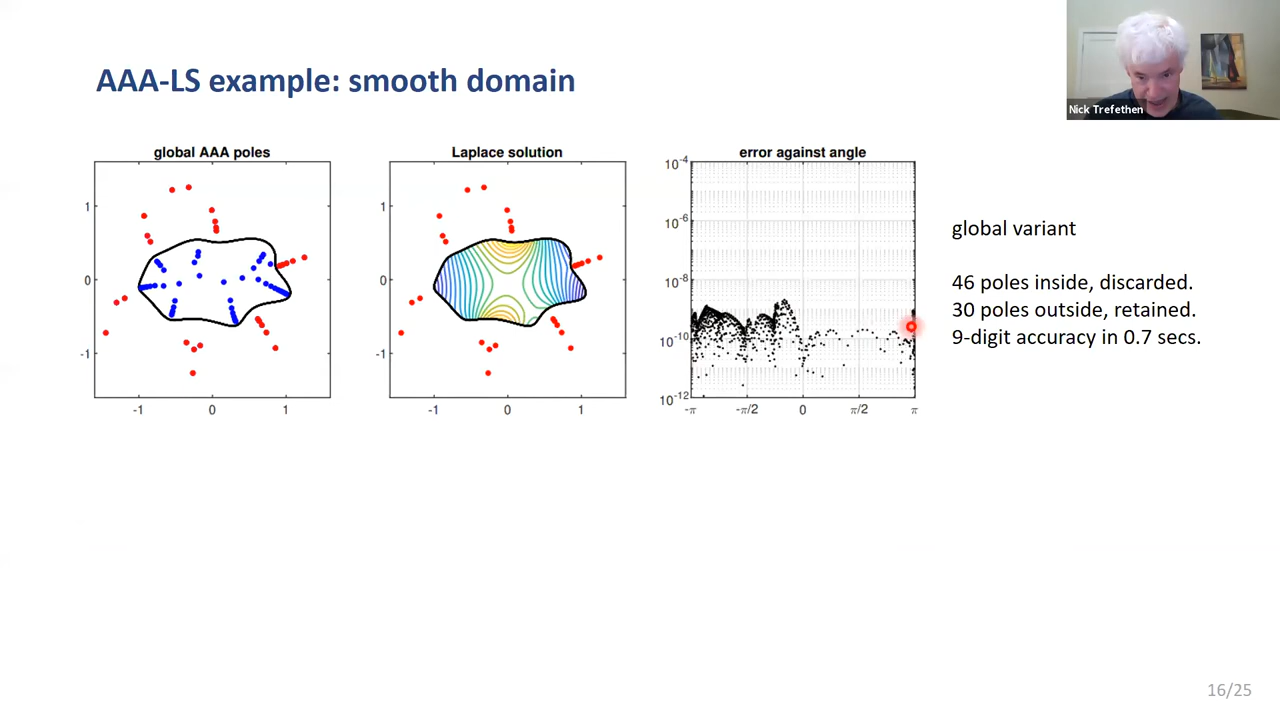 AAA-LS example: smooth domain
Nick Trefethen
global AAA poles
1
0
-1
-1
0
1
Laplace solution
1
0
-1
-1
0
1
error against angle
10^-4
10^-6
10^-8
10^-10
10^-12
-π
-π/2
0
π/2
π
global variant
46 poles inside, discarded.
30 poles outside, retained.
9-digit accuracy in 0.7 secs.
16/25